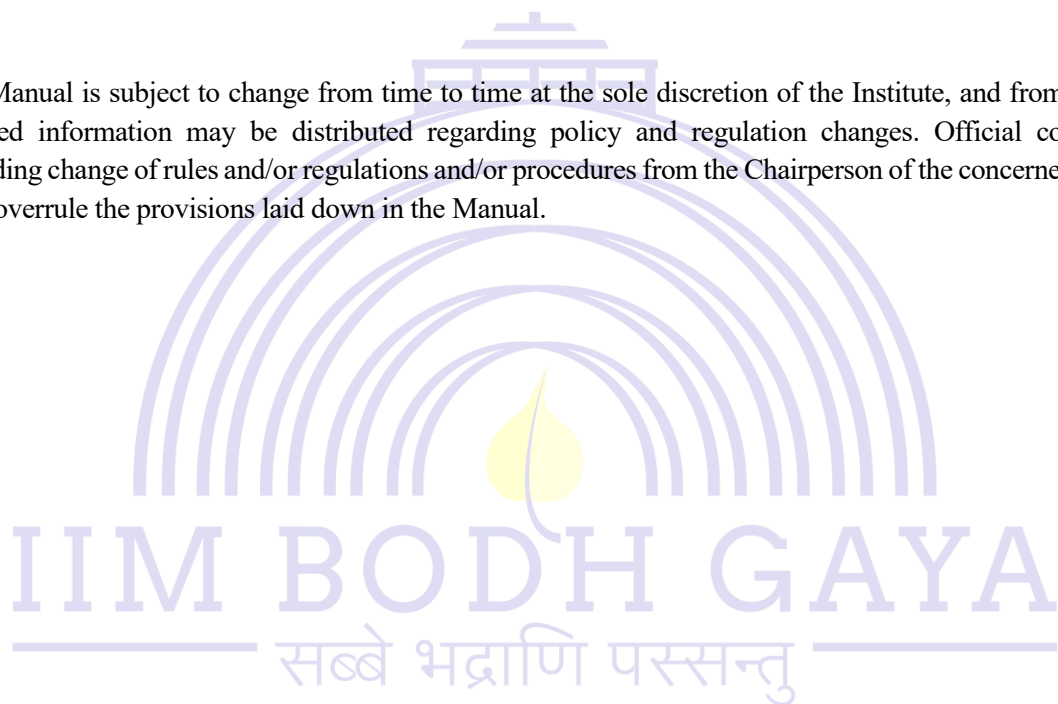 Manual is subject to change from time to time at the sole discretion of the Institute, and from
ed information may be distributed regarding policy and regulation changes. Official co
ding change of rules and/or regulations and/or procedures from the Chairperson of the concerne
overrule the provisions laid down in the Manual.
IIM BODH GAYA
सब्बे भद्राणि पस्सन्तु